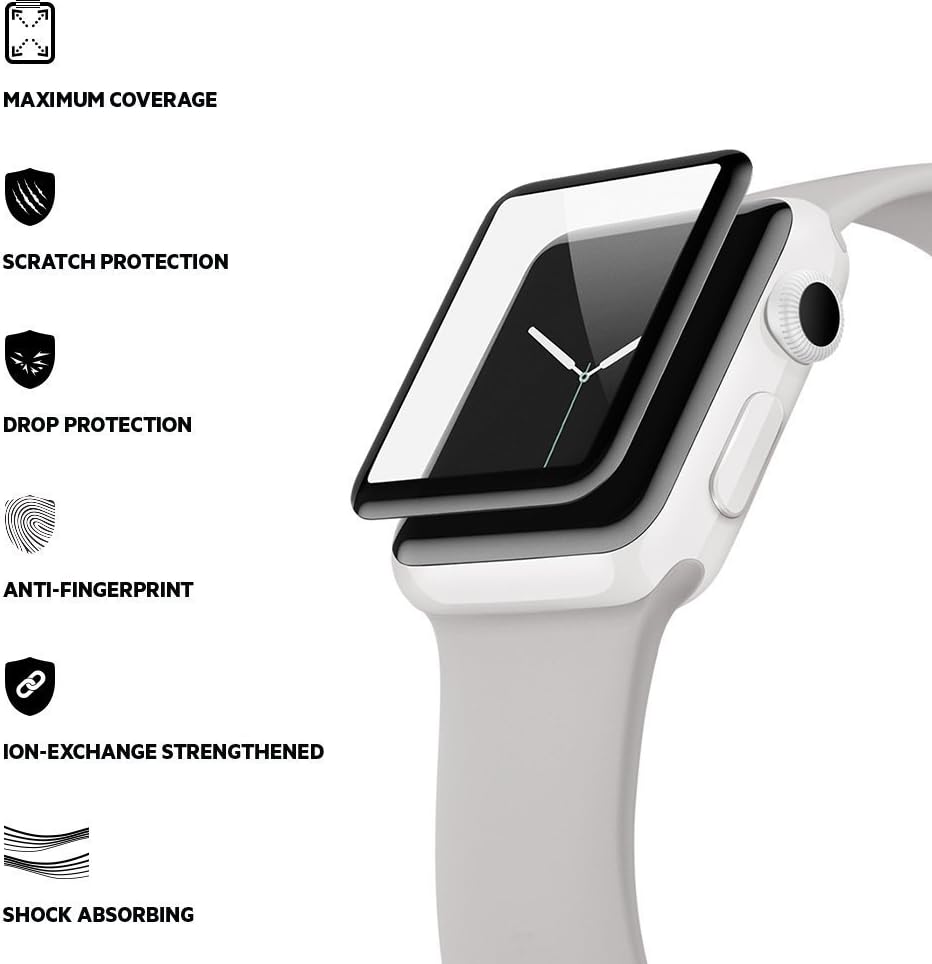 MAXIMUM COVERAGE
SCRATCH PROTECTION
DROP PROTECTION
ANTI-FINGERPRINT
ION-EXCHANGE STRENGTHENED
SHOCK ABSORBING